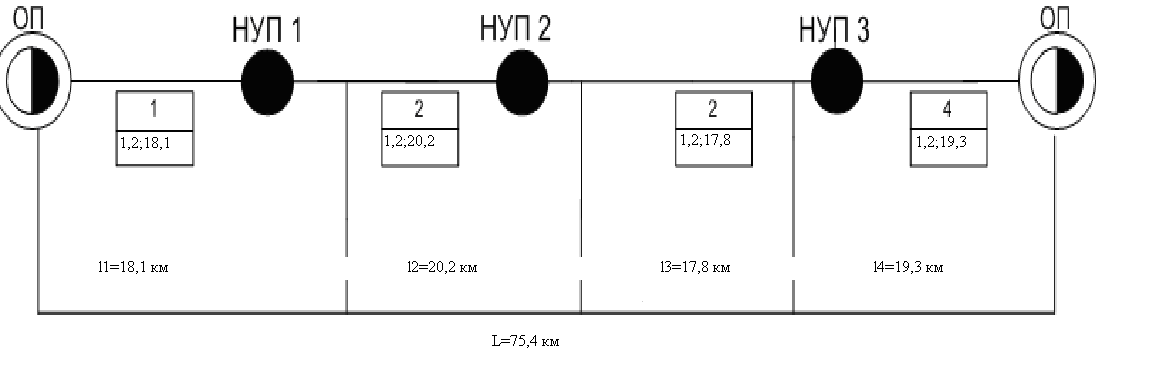 ОП
НУП 1
НУП 2
НУП 3
ОП
1
1,2;18,1
2
1,2;20,2
2
1,2;17,8
4
1,2;19,3
l1=18,1 км
l2=20,2 км
l3=17,8 км
l4=19,3 км
L=75,4 км